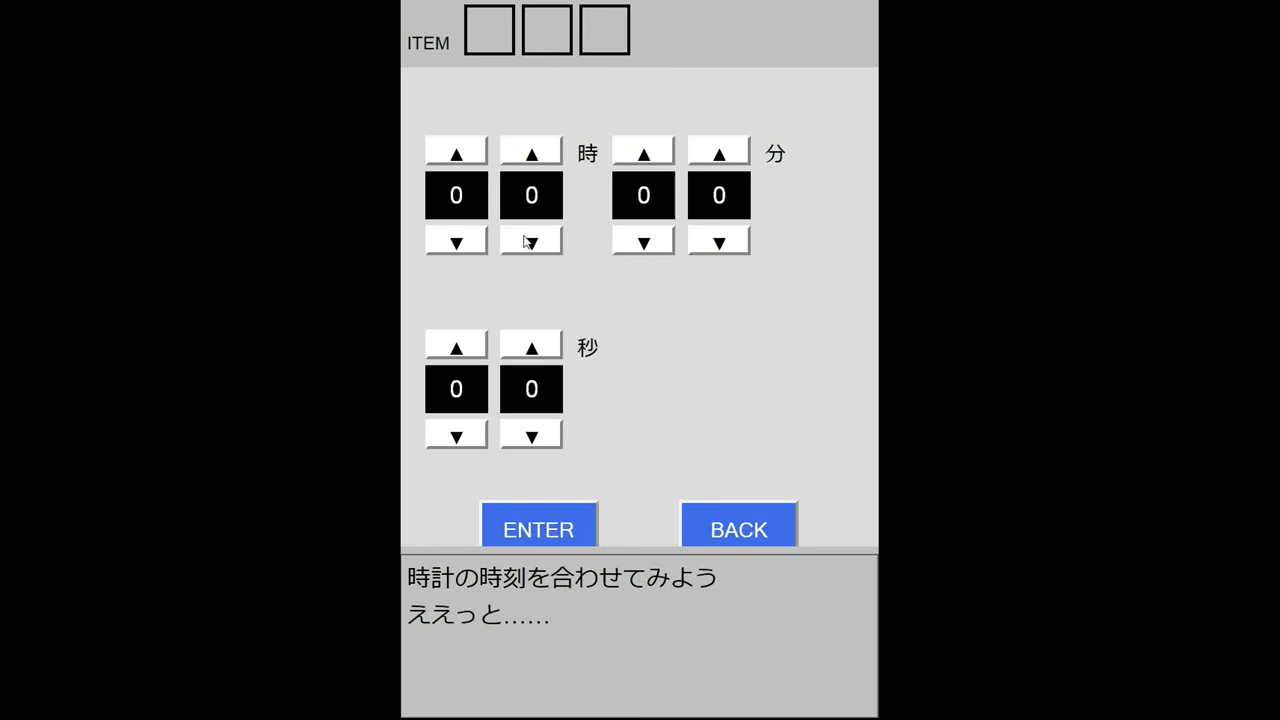 ITEM
▲ ▲ 時 ▲ ▲ 分
0 0 0 0
▼ ▼ ▼ ▼
▲ ▲ 秒
0 0
▼ ▼
ENTER BACK
時計の時刻を合わせてみよう
ええっと……